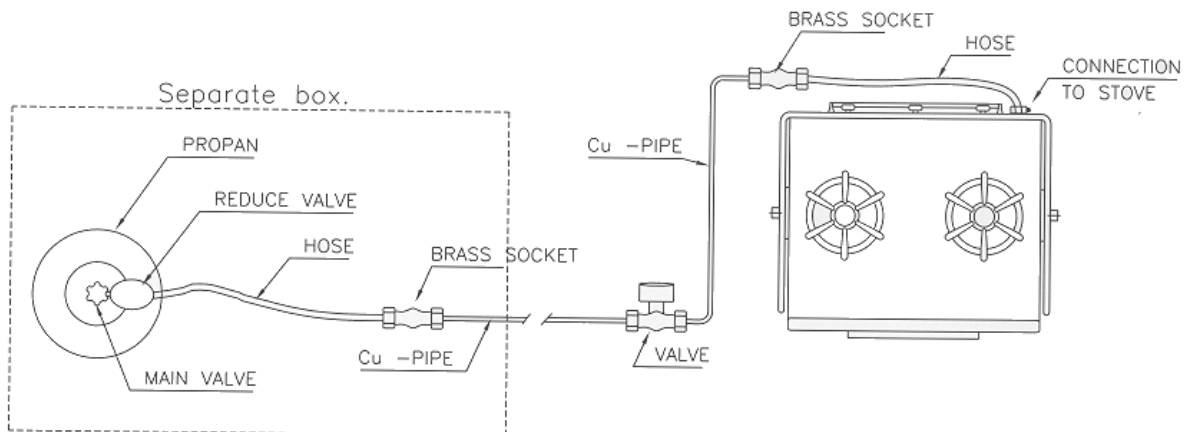 BRASS SOCKET
HOSE
CONNECTION
TO STOVE
Separate box.
PROPAN
Cu -PIPE
REDUCE VALVE
HOSE
BRASS SOCKET
Cu -PIPE
VALVE
MAIN VALVE